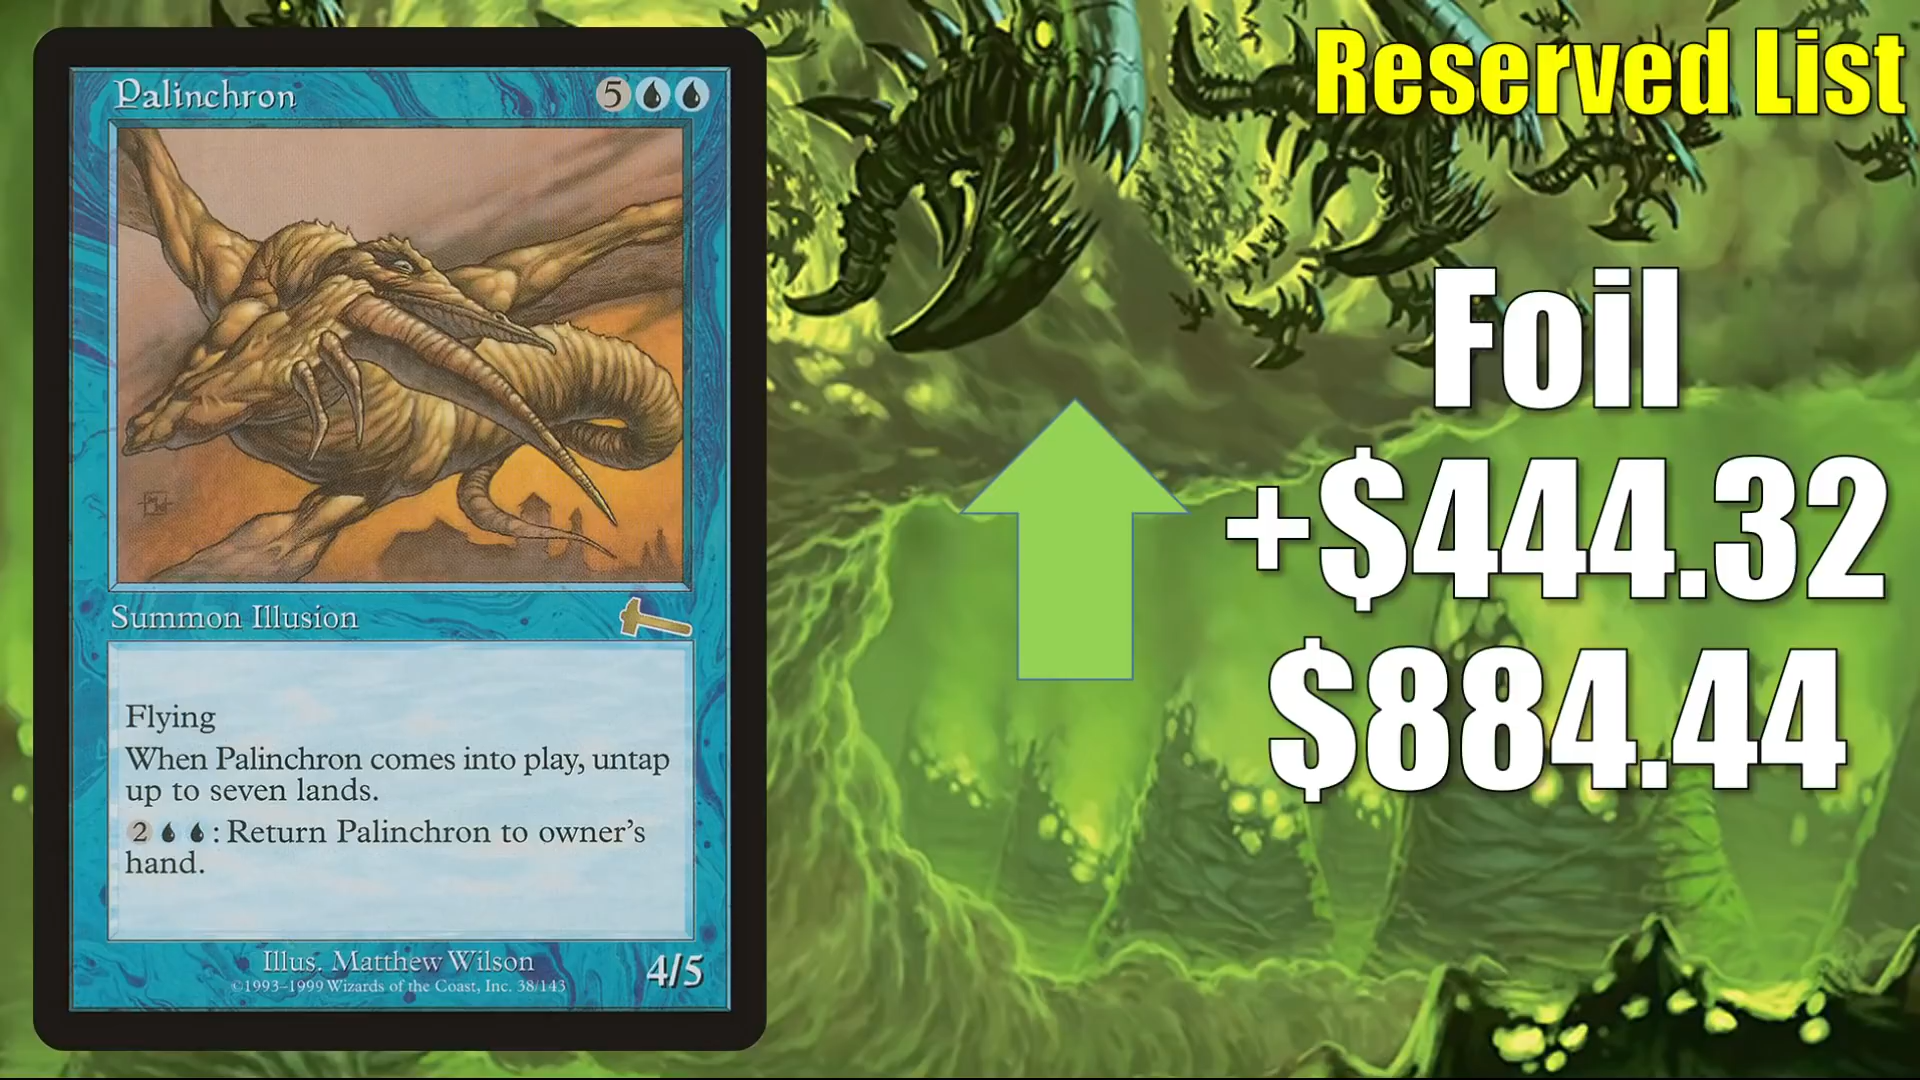 Palinchron 5
Summon Illusion
Flying
When Palinchron comes into play, untap
up to seven lands.
2 : Return Palinchron to owner's
hand.
Illus. Matthew Wilson
©1993–1999 Wizards of the Coast, Inc. 38/143
4/5
Reserved List
Foil
+$444.32
$884.44